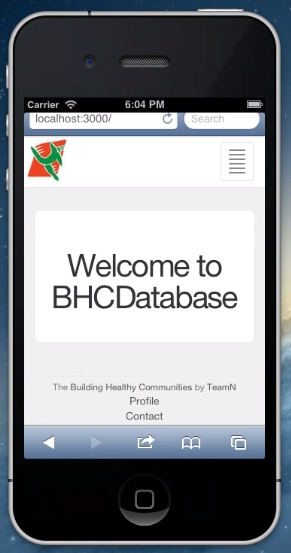 Carrier 6:04 PM
localhost:3000/ Search
Welcome to
BHCDatabase
The Building Healthy Communities by TeamN
Profile
Contact